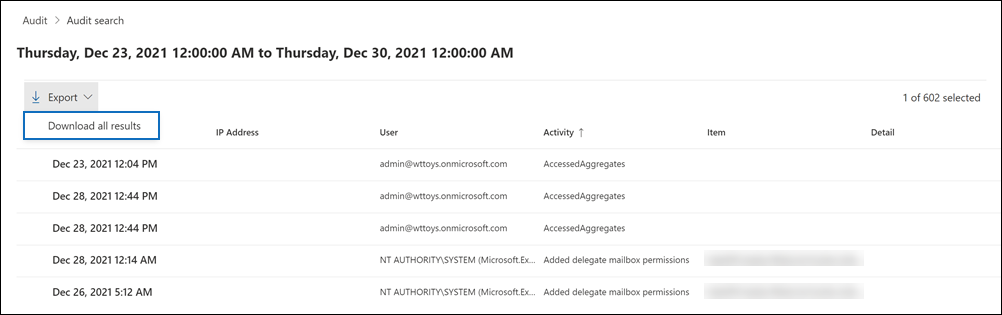 Audit > Audit search
Thursday, Dec 23, 2021 12:00:00 AM to Thursday, Dec 30, 2021 12:00:00 AM
Export 1 of 602 selected
Download all results
IP Address User Activity ↑ Item Detail
Dec 23, 2021 12:04 PM admin@wttoys.onmicrosoft.com AccessedAggregates
Dec 28, 2021 12:44 PM admin@wttoys.onmicrosoft.com AccessedAggregates
Dec 28, 2021 12:44 PM admin@wttoys.onmicrosoft.com AccessedAggregates
Dec 28, 2021 12:14 AM NT AUTHORITY\SYSTEM (Microsoft.Ex... Added delegate mailbox permissions
Dec 26, 2021 5:12 AM NT AUTHORITY\SYSTEM (Microsoft.Ex... Added delegate mailbox permissions